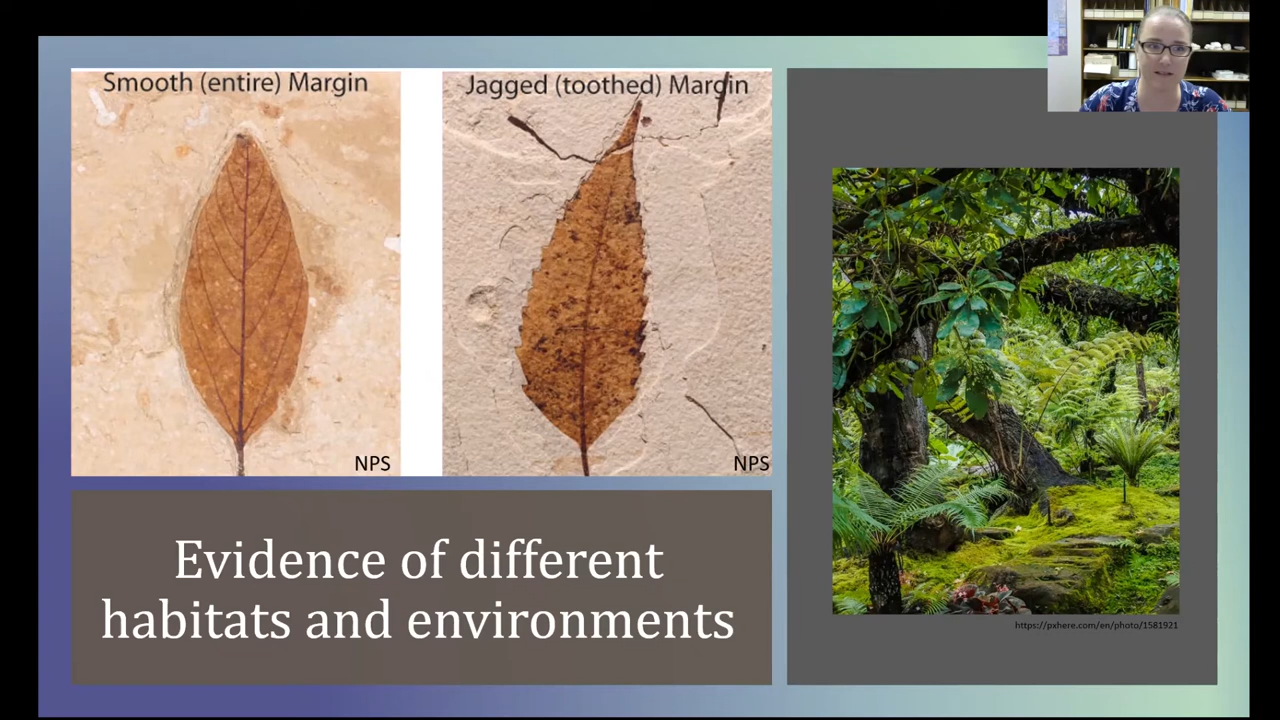 Smooth (entire) Margin
Jagged (toothed) Margin
NPS
NPS
Evidence of different
habitats and environments
https://pxhere.com/en/photo/1581921